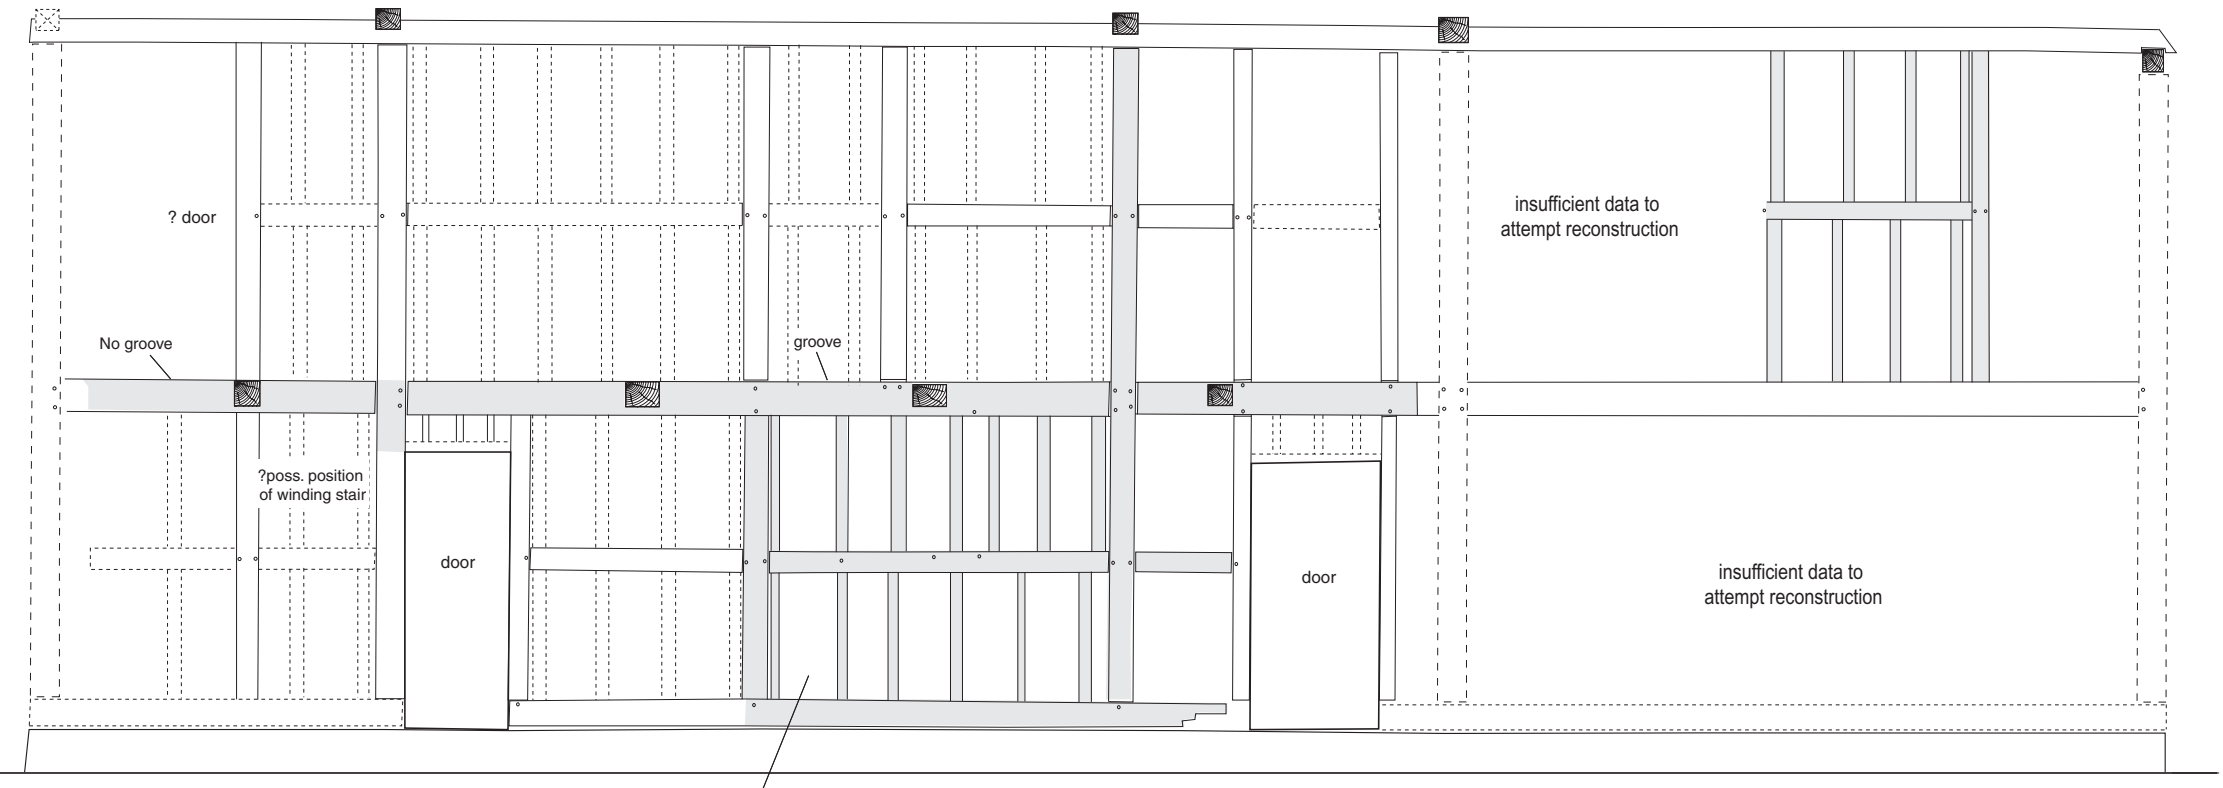 insufficient data to
attempt reconstruction
? door
No groove
groove
?poss. position
of winding stair
door
door
insufficient data to
attempt reconstruction